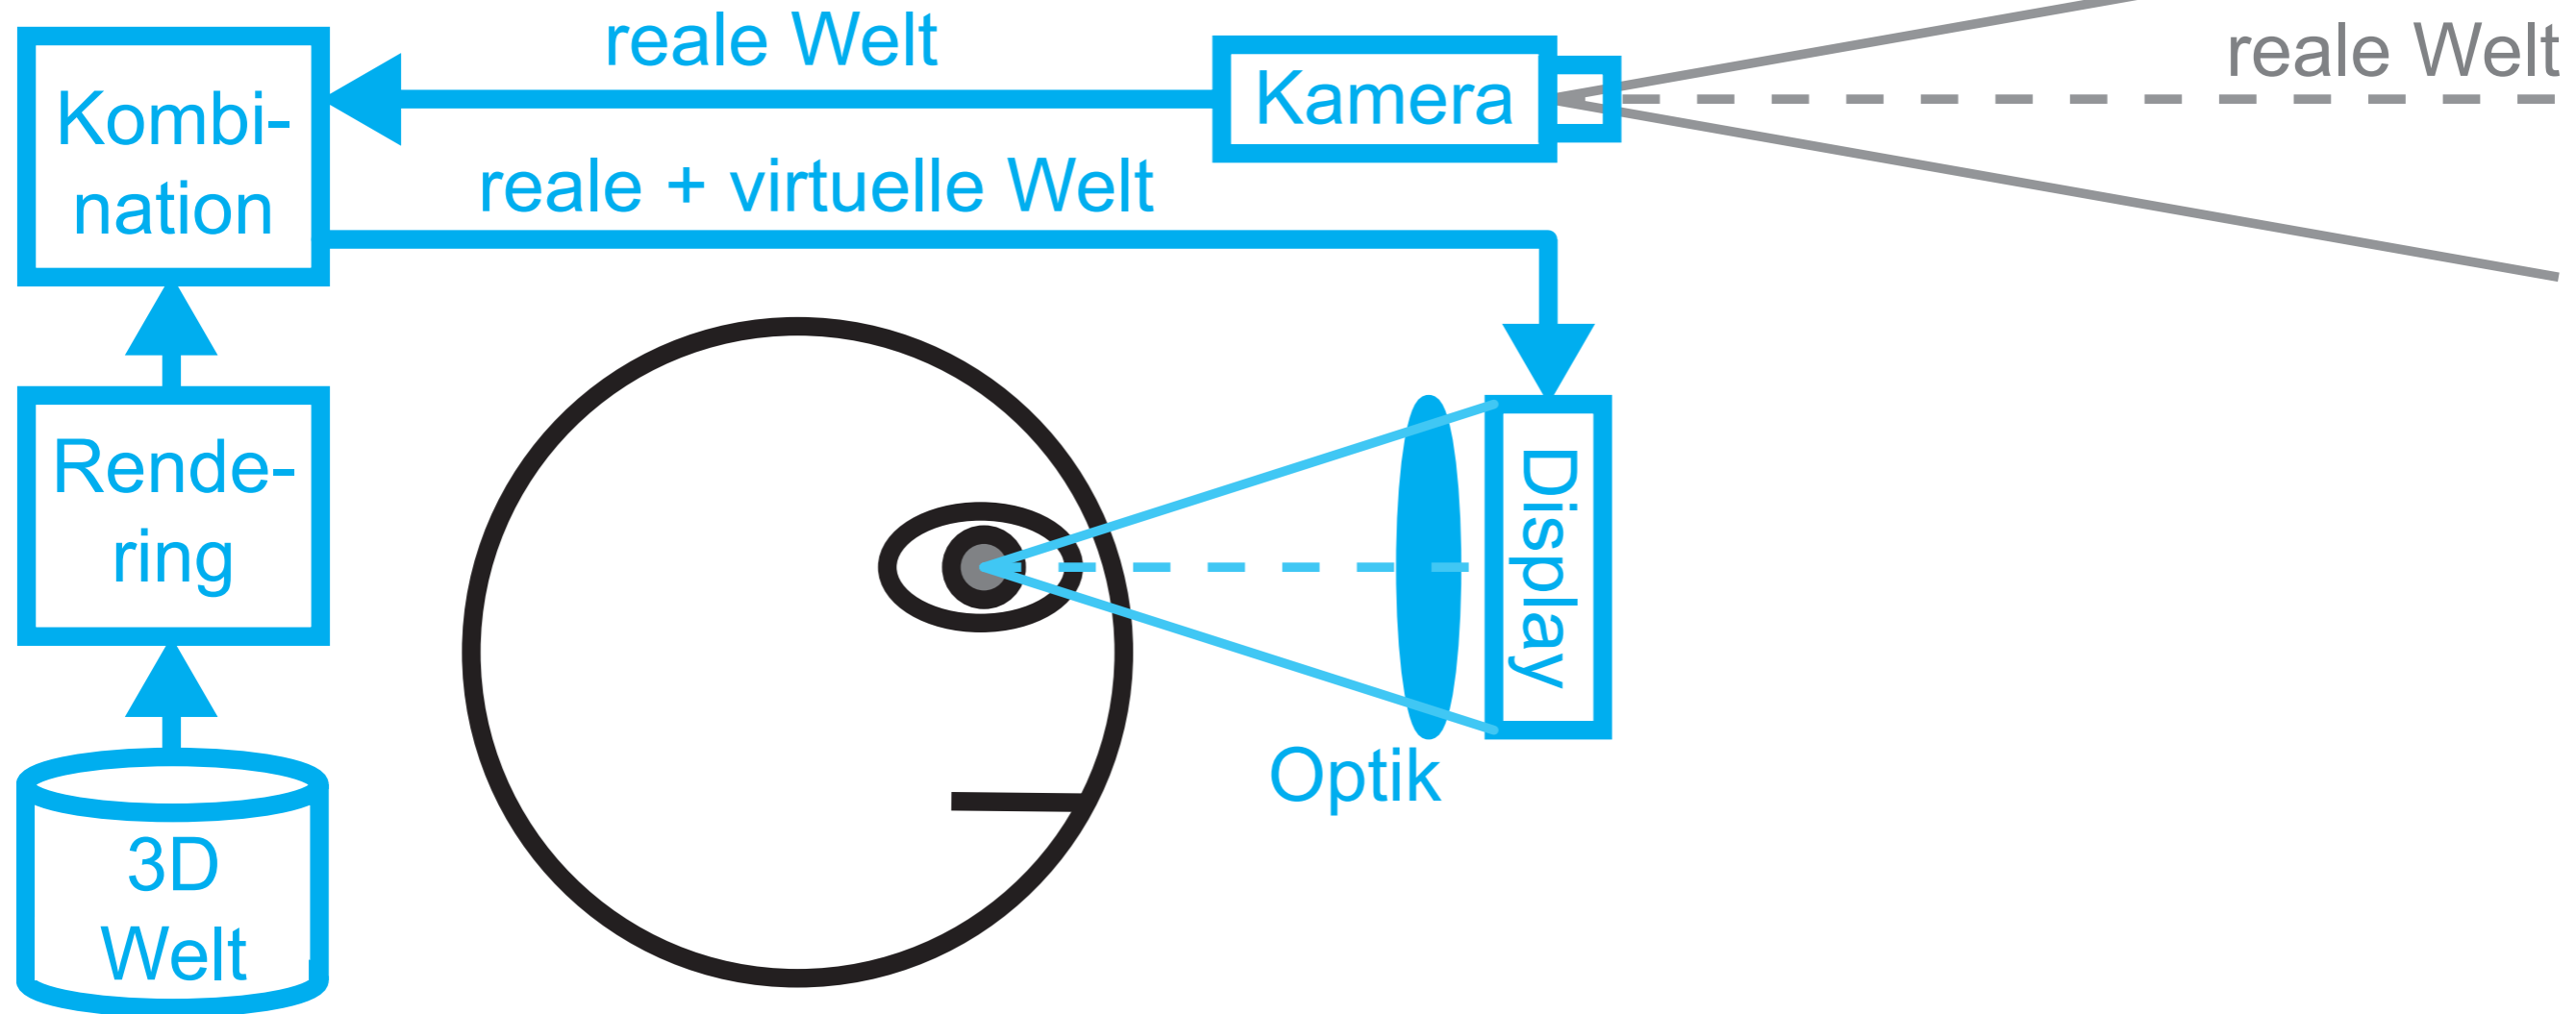 reale Welt
reale Welt
Kamera
Kombi-
nation
reale + virtuelle Welt
Rende-
ring
Display
Optik
3D
Welt